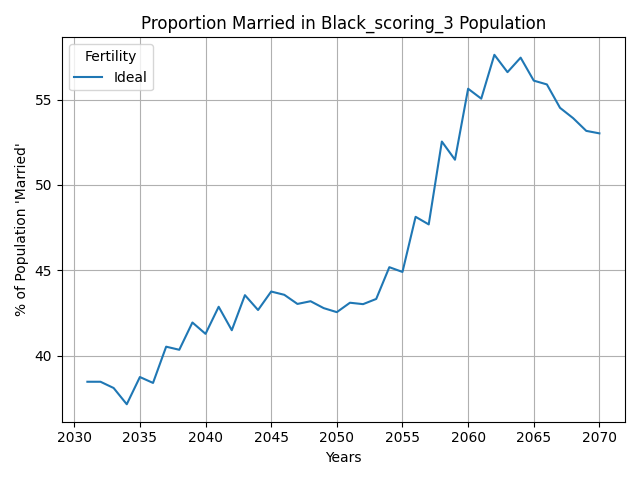 Proportion Married in Black_scoring_3 Population
Fertility
Ideal
% of Population 'Married'
55
50
45
40
2030 2035 2040 2045 2050 2055 2060 2065 2070
Years